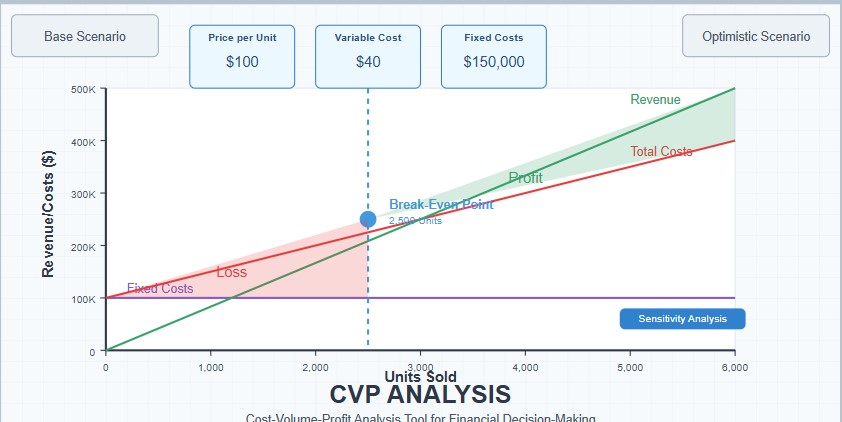 Base Scenario
Price per Unit
$100
Variable Cost
$40
Fixed Costs
$150,000
Optimistic Scenario
500K
400K
300K
200K
100K
0
Revenue/Costs ($)
Revenue
Total Costs
Profit
Break-Even Point
2,500 Units
Loss
Fixed Costs
Sensitivity Analysis
0
1,000
2,000
3,000
4,000
5,000
6,000
Units Sold
CVP ANALYSIS
Cost-Volume-Profit Analysis Tool for Financial Decision-Making